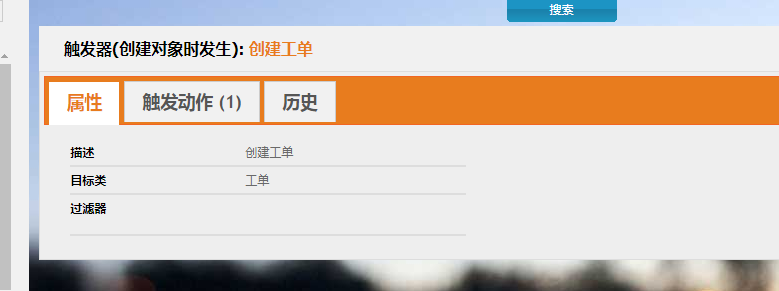 搜索
触发器(创建对象时发生): 创建工单
属性 触发动作 (1) 历史
描述 创建工单
目标类 工单
过滤器